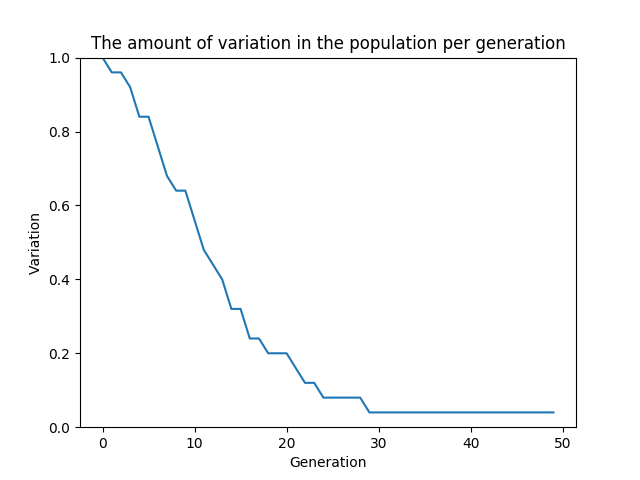 The amount of variation in the population per generation
1.0
0.8
0.6
0.4
0.2
0.0
Variation
0 10 20 30 40 50
Generation